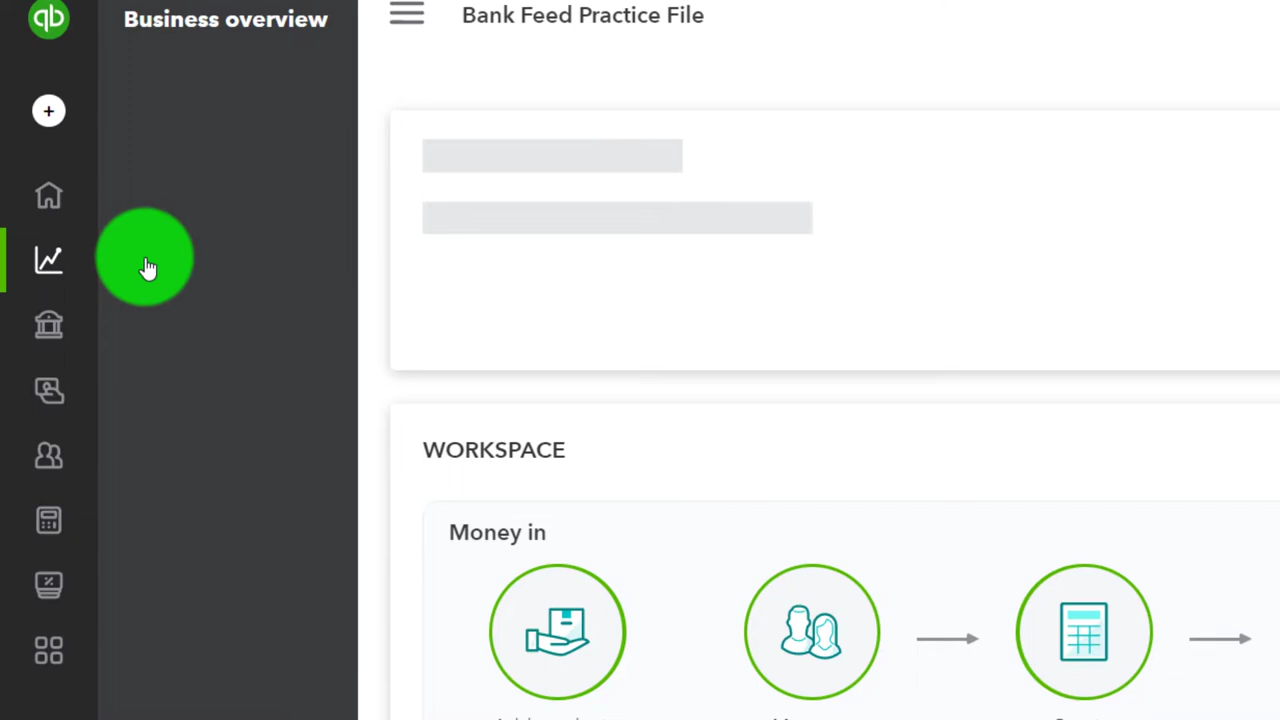 qb
Business overview
Bank Feed Practice File
WORKSPACE
Money in